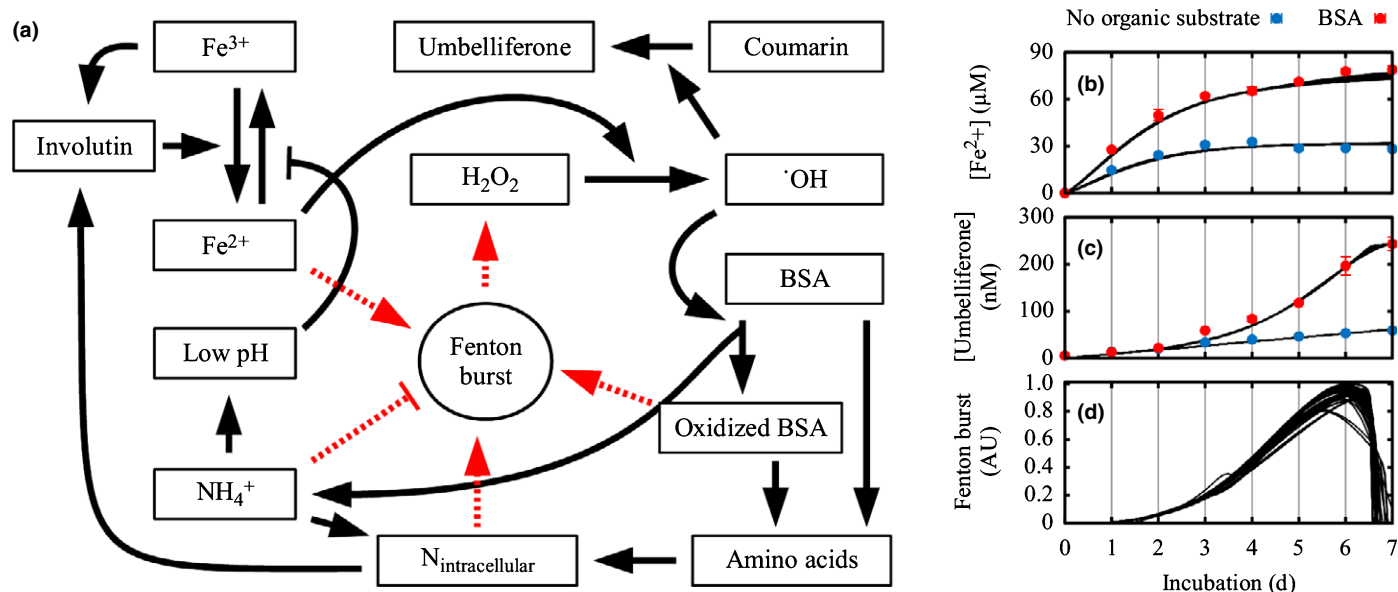 (a)
Fe³⁺
Umbelliferone
Coumarin
Involutin
H₂O₂
˙OH
Fe²⁺
BSA
Low pH
Fenton
burst
Oxidized BSA
NH₄⁺
Nintracellular
Amino acids
No organic substrate
BSA
(b)
[Fe²⁺] (μM)
90
60
30
0
(c)
[Umbelliferone]
(nM)
300
200
100
0
(d)
Fenton burst
(AU)
1.0
0.8
0.6
0.4
0.2
0
0 1 2 3 4 5 6 7
Incubation (d)